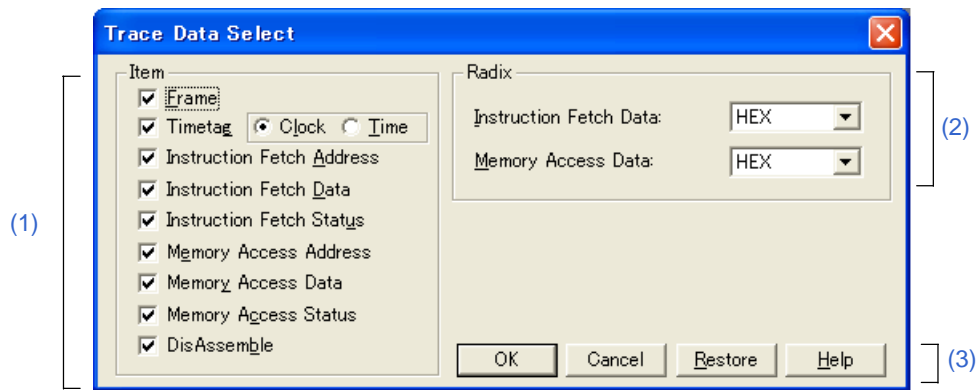 Trace Data Select
Item
Frame
Timetag Clock Time
Instruction Fetch Address
Instruction Fetch Data
Instruction Fetch Status
Memory Access Address
Memory Access Data
Memory Access Status
DisAssemble
(1)
Radix
Instruction Fetch Data: HEX
Memory Access Data: HEX
(2)
OK Cancel Restore Help
(3)